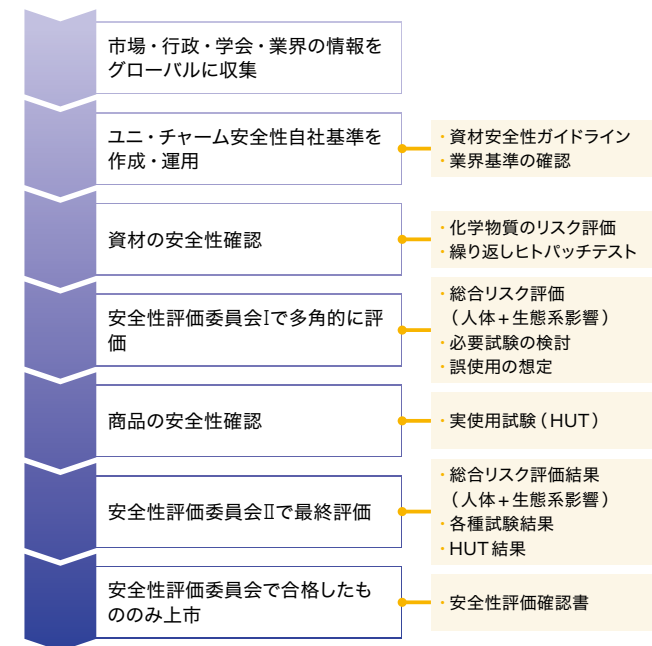 市場・行政・学会・業界の情報を
グローバルに収集
ユニ・チャーム安全性自社基準を
作成・運用
・資材安全性ガイドライン
・業界基準の確認
資材の安全性確認
・化学物質のリスク評価
・繰り返しヒトパッチテスト
安全性評価委員会Ⅰで多角的に評
価
・総合リスク評価
（人体+生態系影響）
・必要試験の検討
・誤使用の想定
商品の安全性確認
・実使用試験（HUT）
安全性評価委員会Ⅱで最終評価
・総合リスク評価結果
（人体+生態系影響）
・各種試験結果
・HUT結果
安全性評価委員会で合格したも
ののみ上市
・安全性評価確認書